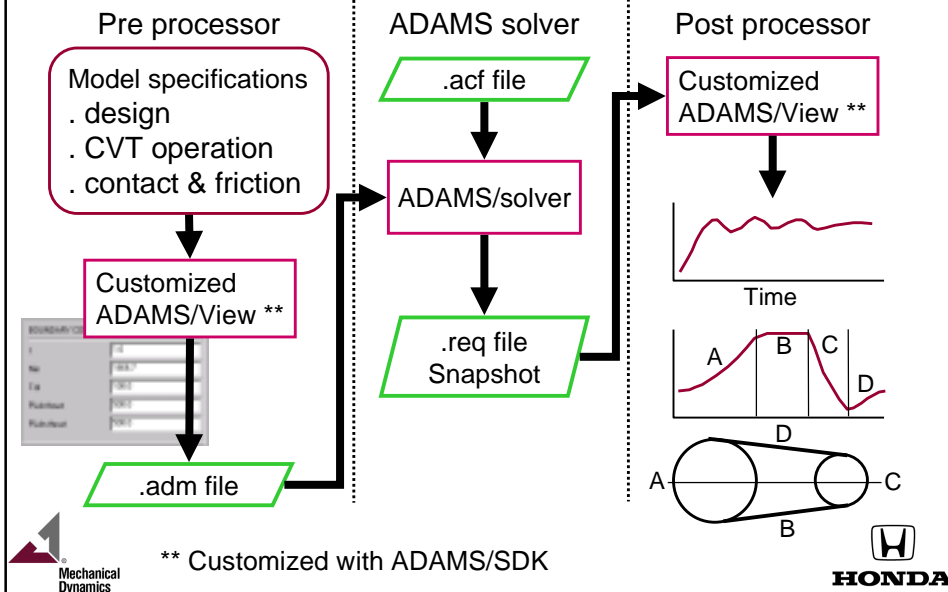 Pre processor
Model specifications
. design
. CVT operation
. contact & friction
Customized
ADAMS/View **
.adm file
ADAMS solver
.acf file
ADAMS/solver
.req file
Snapshot
Post processor
Customized
ADAMS/View **
Time
A
B
C
D
D
A
C
B
** Customized with ADAMS/SDK
®
Mechanical
Dynamics
HONDA